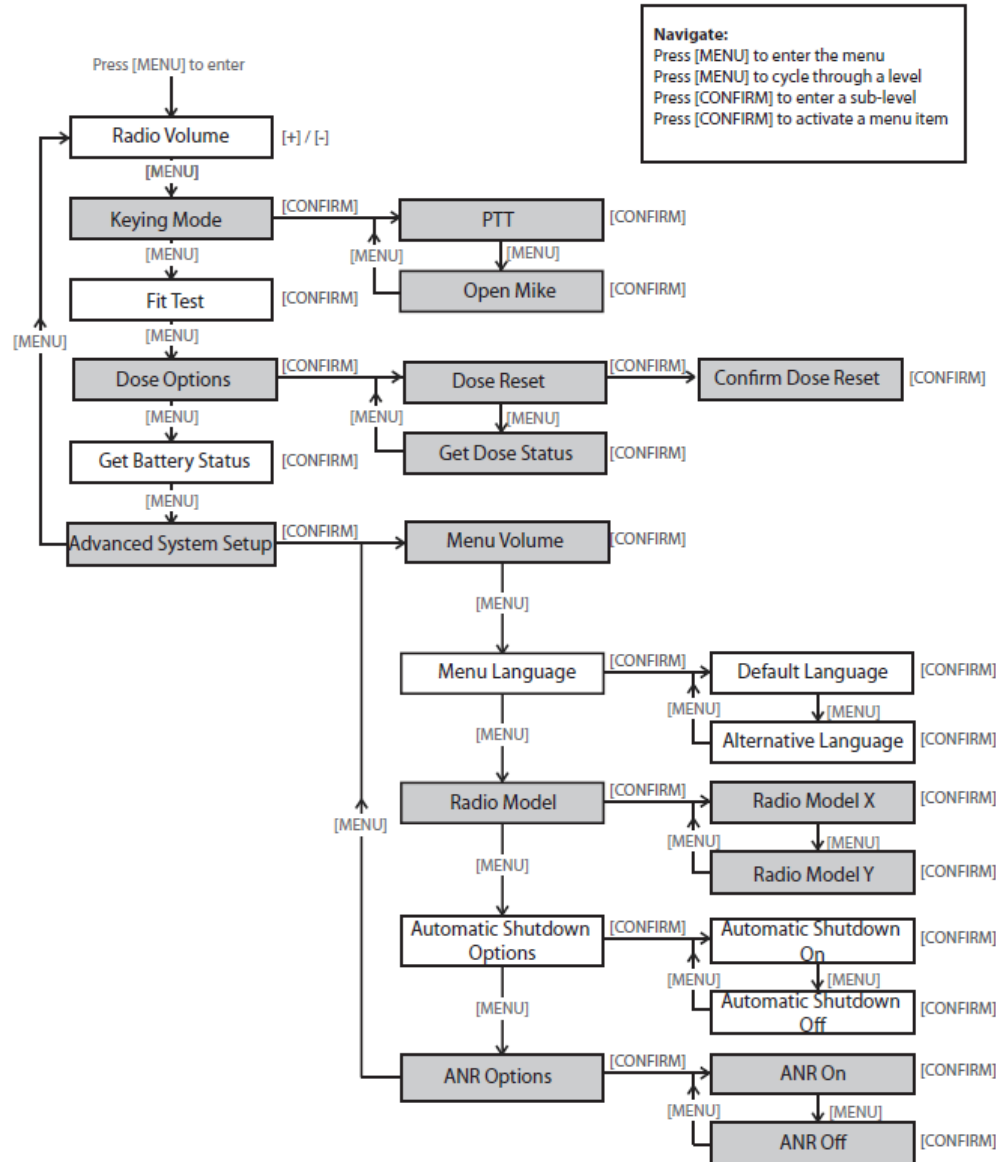 Navigate:
Press [MENU] to enter the menu
Press [MENU] to cycle through a level
Press [CONFIRM] to enter a sub-level
Press [CONFIRM] to activate a menu item
Press [MENU] to enter
Radio Volume
[+] / [-]
[MENU]
Keying Mode
[CONFIRM]
PTT
[CONFIRM]
[MENU]
[MENU]
[MENU]
Fit Test
[CONFIRM]
Open Mike
[CONFIRM]
[MENU]
[MENU]
Dose Options
[CONFIRM]
Dose Reset
[CONFIRM]
Confirm Dose Reset
[CONFIRM]
[MENU]
[MENU]
[MENU]
Get Battery Status
[CONFIRM]
Get Dose Status
[CONFIRM]
[MENU]
Advanced System Setup
[CONFIRM]
Menu Volume
[CONFIRM]
[MENU]
Menu Language
[CONFIRM]
Default Language
[CONFIRM]
[MENU]
[MENU]
[MENU]
Alternative Language
[CONFIRM]
Radio Model
[CONFIRM]
Radio Model X
[CONFIRM]
[MENU]
[MENU]
[MENU]
[MENU]
Radio Model Y
[CONFIRM]
Automatic Shutdown
Options
[CONFIRM]
Automatic Shutdown
On
[CONFIRM]
[MENU]
[MENU]
[MENU]
Automatic Shutdown
Off
[CONFIRM]
ANR Options
[CONFIRM]
ANR On
[CONFIRM]
[MENU]
[MENU]
ANR Off
[CONFIRM]